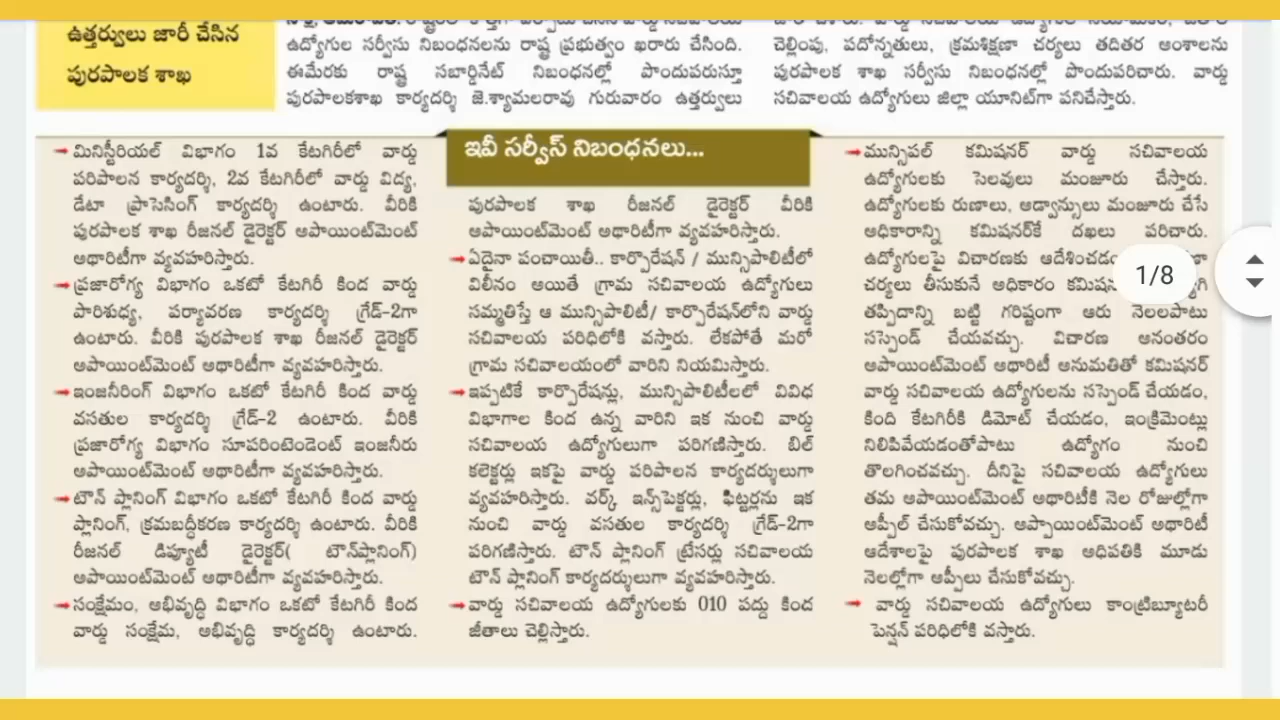 ఉత్తర్వులు జారీ చేసిన
పురపాలక శాఖ
ఉద్యోగుల సర్వీసు నిబంధనలను రాష్ట్ర ప్రభుత్వం ఖరారు చేసింది.
ఈమేరకు రాష్ట్ర సబార్డినేట్ నిబంధనల్లో పొందుపరుస్తూ
పురపాలకశాఖ కార్యదర్శి జె.శ్యామలరావు గురువారం ఉత్తర్వులు
చెల్లింపు, పదోన్నతులు, క్రమశిక్షణా చర్యలు తదితర అంశాలను
పురపాలక శాఖ సర్వీసు నిబంధనల్లో పొందుపరిచారు. వార్డు
సచివాలయ ఉద్యోగులు జిల్లా యూనిట్‌గా పనిచేస్తారు.
ఇవీ సర్వీస్ నిబంధనలు...
→ మినిస్టీరియల్ విభాగం 1వ కేటగిరీలో వార్డు
పరిపాలన కార్యదర్శి, 2వ కేటగిరీలో వార్డు విద్య,
డేటా ప్రాసెసింగ్ కార్యదర్శి ఉంటారు. వీరికి
పురపాలక శాఖ రీజనల్ డైరెక్టర్ అపాయింట్‌మెంట్
అథారిటీగా వ్యవహరిస్తారు.
→ ప్రజారోగ్య విభాగం ఒకటో కేటగిరీ కింద వార్డు
పారిశుధ్య, పర్యావరణ కార్యదర్శి గ్రేడ్-2గా
ఉంటారు. వీరికి పురపాలక శాఖ రీజనల్ డైరెక్టర్
అపాయింట్‌మెంట్ అథారిటీగా వ్యవహరిస్తారు.
→ ఇంజనీరింగ్ విభాగం ఒకటో కేటగిరీ కింద వార్డు
వసతుల కార్యదర్శి గ్రేడ్-2 ఉంటారు. వీరికి
ప్రజారోగ్య విభాగం సూపరింటెండెంట్ ఇంజనీరు
అపాయింట్‌మెంట్ అథారిటీగా వ్యవహరిస్తారు.
→ టౌన్ ప్లానింగ్ విభాగం ఒకటో కేటగిరీ కింద వార్డు
ప్లానింగ్, క్రమబద్ధీకరణ కార్యదర్శి ఉంటారు. వీరికి
రీజనల్ డిప్యూటీ డైరెక్టర్( టౌన్‌ప్లానింగ్)
అపాయింట్‌మెంట్ అథారిటీగా వ్యవహరిస్తారు.
→ సంక్షేమం, అభివృద్ధి విభాగం ఒకటో కేటగిరీ కింద
వార్డు సంక్షేమ, అభివృద్ధి కార్యదర్శి ఉంటారు.
పురపాలక శాఖ రీజనల్ డైరెక్టర్ వీరికి
అపాయింట్‌మెంట్ అథారిటీగా వ్యవహరిస్తారు.
→ ఏదైనా పంచాయితీ.. కార్పొరేషన్ / మున్సిపాలిటీలో
విలీనం అయితే గ్రామ సచివాలయ ఉద్యోగులు
సమ్మతిస్తే ఆ మున్సిపాలిటీ/ కార్పొరేషన్‌లోని వార్డు
సచివాలయ పరిధిలోకి వస్తారు. లేకపోతే మరో
గ్రామ సచివాలయంలో వారిని నియమిస్తారు.
→ ఇప్పటికే కార్పొరేషన్లు, మున్సిపాలిటీలలో వివిధ
విభాగాల కింద ఉన్న వారిని ఇక నుంచి వార్డు
సచివాలయ ఉద్యోగులుగా పరిగణిస్తారు. బిల్
కలెక్టర్లు ఇకపై వార్డు పరిపాలన కార్యదర్శులుగా
వ్యవహరిస్తారు. వర్క్ ఇన్‌స్పెక్టర్లు, ఫిట్టర్లను ఇక
నుంచి వార్డు వసతుల కార్యదర్శి గ్రేడ్-2గా
పరిగణిస్తారు. టౌన్ ప్లానింగ్ ట్రేసర్లు సచివాలయ
టౌన్ ప్లానింగ్ కార్యదర్శులుగా వ్యవహరిస్తారు.
→ వార్డు సచివాలయ ఉద్యోగులకు 010 పద్దు కింద
జీతాలు చెల్లిస్తారు.
→ మున్సిపల్ కమిషనర్ వార్డు సచివాలయ
ఉద్యోగులకు సెలవులు మంజూరు చేస్తారు.
ఉద్యోగులకు రుణాలు, అడ్వాన్సులు మంజూరు చేసే
అధికారాన్ని కమిషనర్‌కే దఖలు పరిచారు.
ఉద్యోగులపై విచారణకు
చర్యలు తీసుకునే అధికారం
తప్పిదాన్ని బట్టి గరిష్టంగా ఆరు నెలలపాటు
సస్పెండ్ చేయవచ్చు. విచారణ అనంతరం
అపాయింట్‌మెంట్ అథారిటీ అనుమతితో కమిషనర్
వార్డు సచివాలయ ఉద్యోగులను సస్పెండ్ చేయడం,
కింది కేటగిరీకి డిమోట్ చేయడం, ఇంక్రిమెంట్లు
నిలిపివేయడంతోపాటు ఉద్యోగం నుంచి
తొలగించవచ్చు. దీనిపై సచివాలయ ఉద్యోగులు
తమ అపాయింట్‌మెంట్ అథారిటీకి నెల రోజుల్లోగా
అప్పీల్ చేసుకోవచ్చు. అప్పాయింట్‌మెంట్ అథారిటీ
ఆదేశాలపై పురపాలక శాఖ అధిపతికి మూడు
నెలల్లోగా అప్పీలు చేసుకోవచ్చు.
→ వార్డు సచివాలయ ఉద్యోగులు కాంట్రిబ్యూటరీ
పెన్షన్ పరిధిలోకి వస్తారు.
1/8